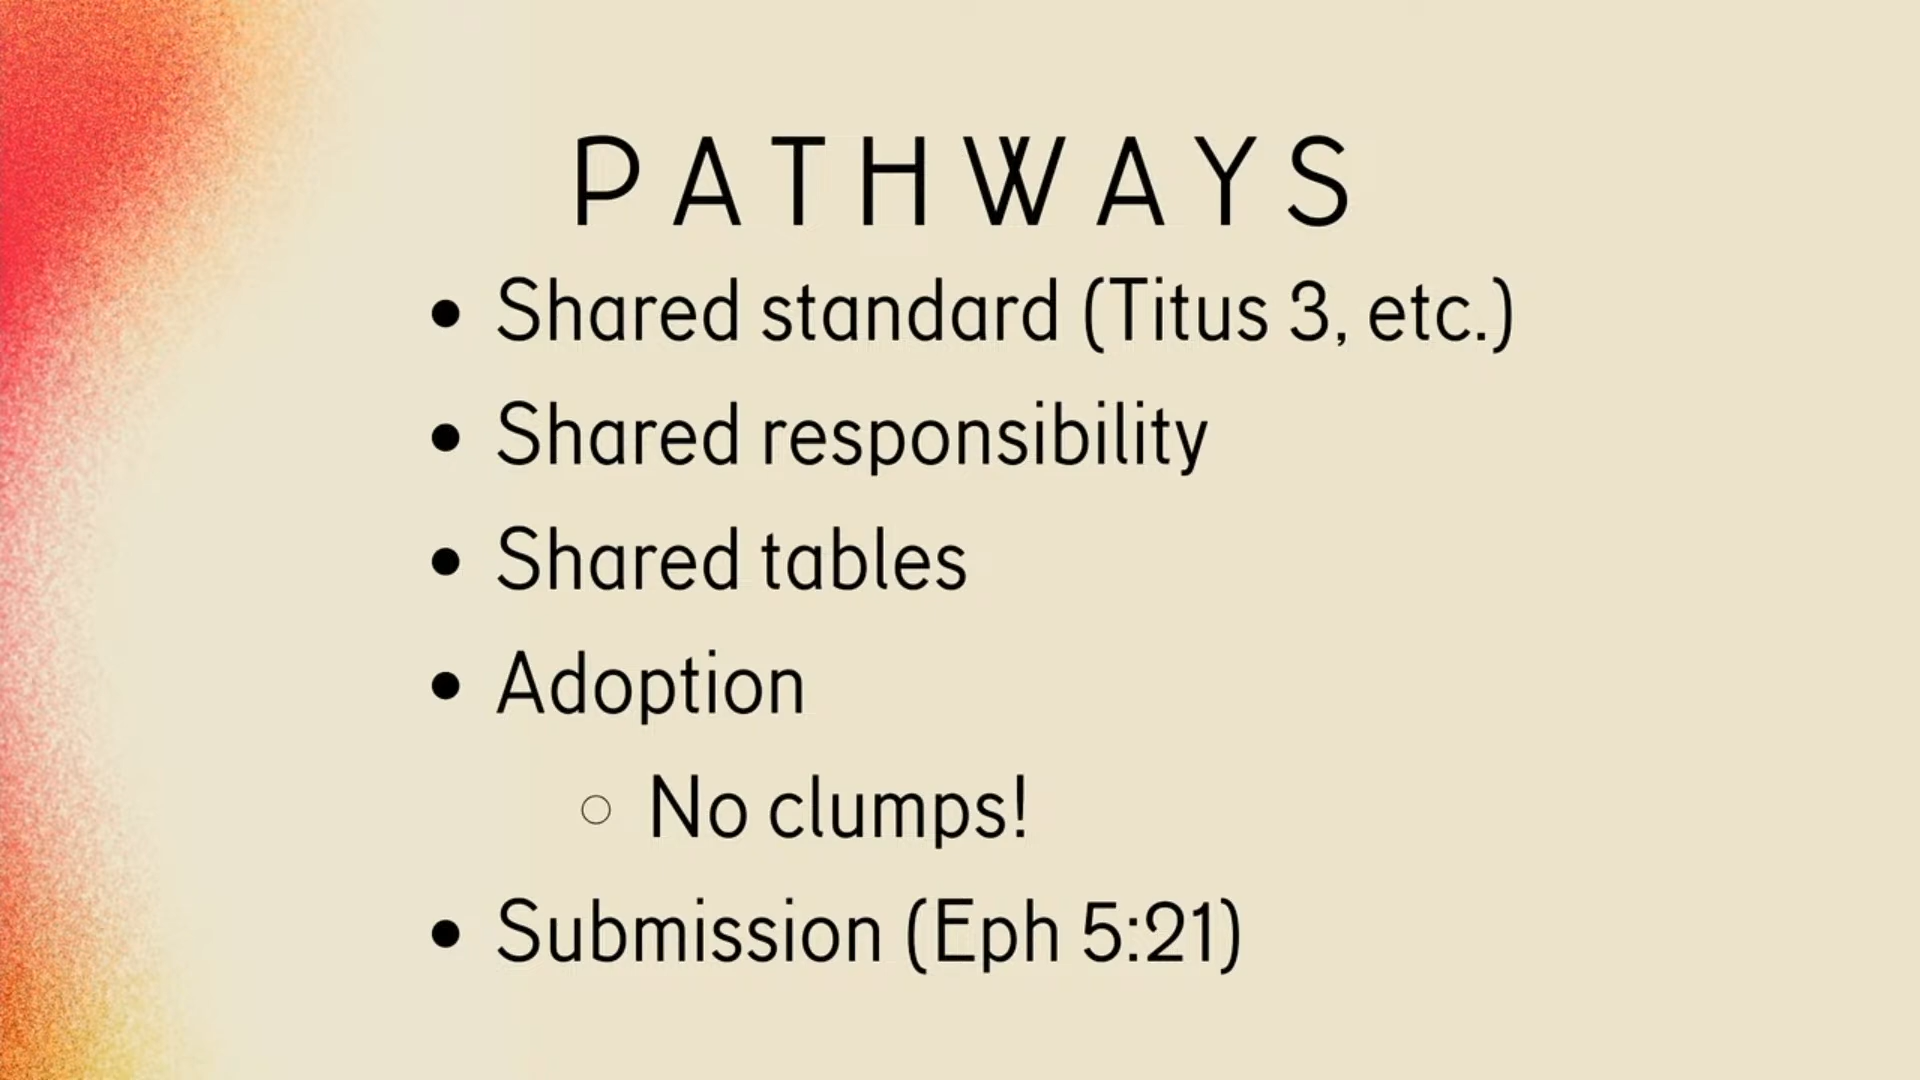 PATHWAYS
• Shared standard (Titus 3, etc.)
• Shared responsibility
• Shared tables
• Adoption
○ No clumps!
• Submission (Eph 5:21)